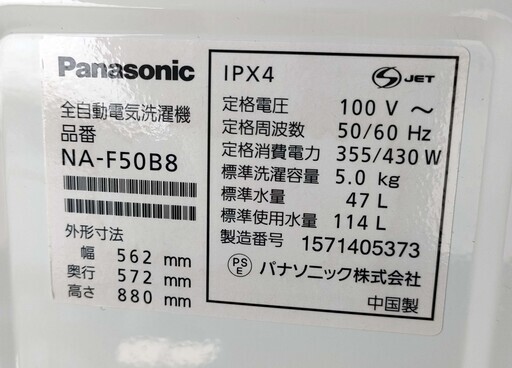 Panasonic
全自動電気洗濯機
品番
NA-F50B8
外形寸法
幅 562 mm
奥行 572 mm
高さ 880 mm
IPX4
S JET
定格電圧 100 V ～
定格周波数 50/60 Hz
定格消費電力 355/430 W
標準洗濯容量 5.0 kg
標準水量 47 L
標準使用水量 114 L
製造番号 1571405373
PS
E
パナソニック株式会社
中国製